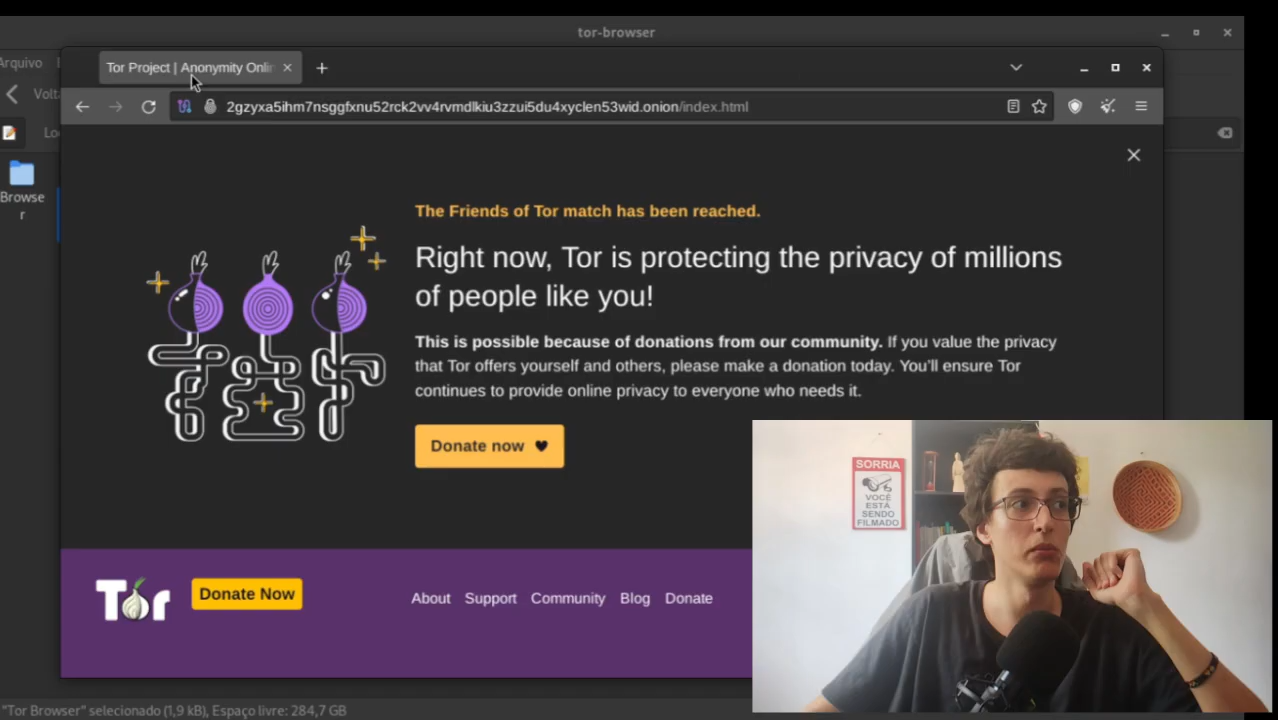 tor-browser
Arquivo
Tor Project | Anonymity Onlin
Volta
2gzyxa5ihm7nsggfxnu52rck2vv4rvmdlkiu3zzui5du4xyclen53wid.onion/index.html
Lo
Browse
r
The Friends of Tor match has been reached.
Right now, Tor is protecting the privacy of millions
of people like you!
This is possible because of donations from our community. If you value the privacy
that Tor offers yourself and others, please make a donation today. You’ll ensure Tor
continues to provide online privacy to everyone who needs it.
Donate now
SORRIA
VOCÊ
ESTÁ
SENDO
FILMADO
Tor
Donate Now
About Support Community Blog Donate
"Tor Browser" selecionado (1,9 kB), Espaço livre: 284,7 GB